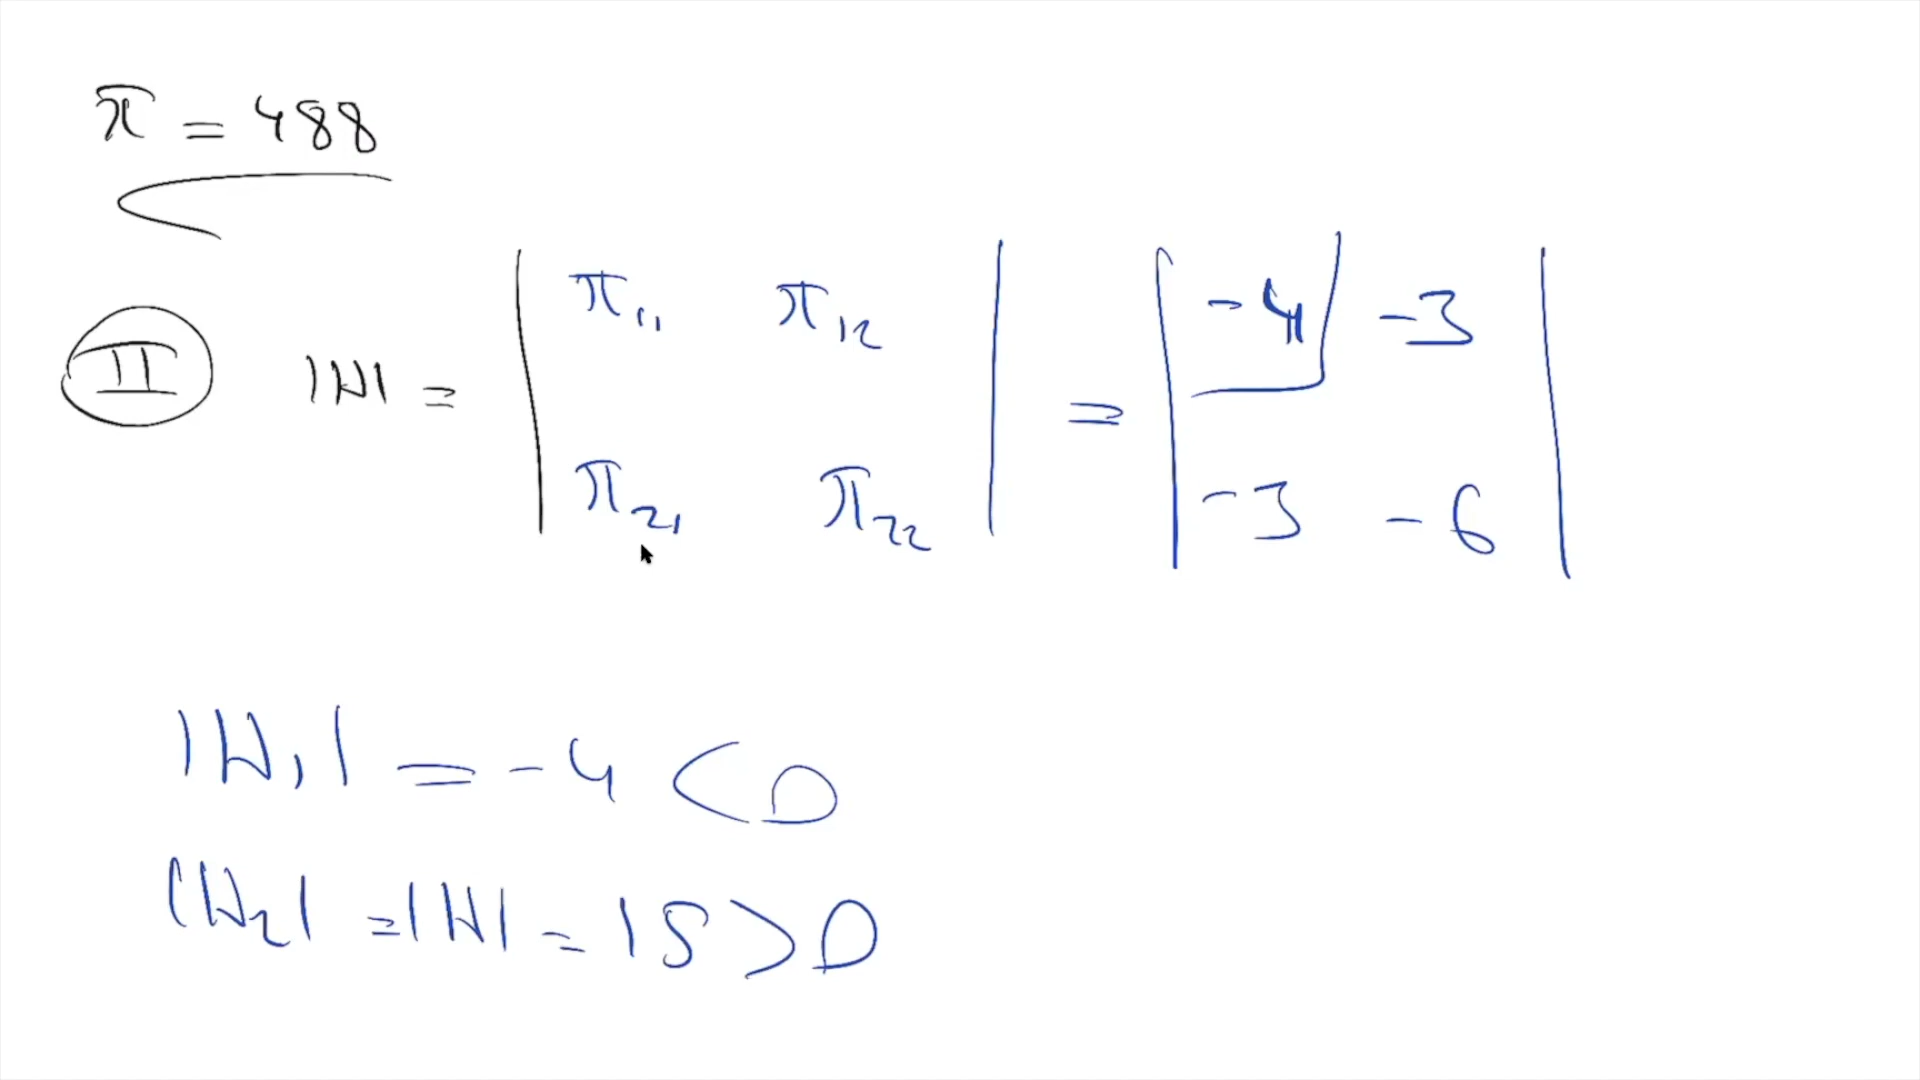 π = 488
II |H| = | π₁₁ π₁₂ | = | -4 | -3 |
| π₂₁ π₂₂ | | -3 -6 |
|H₁| = -4 < 0
|H₂| = |H| = 15 > 0